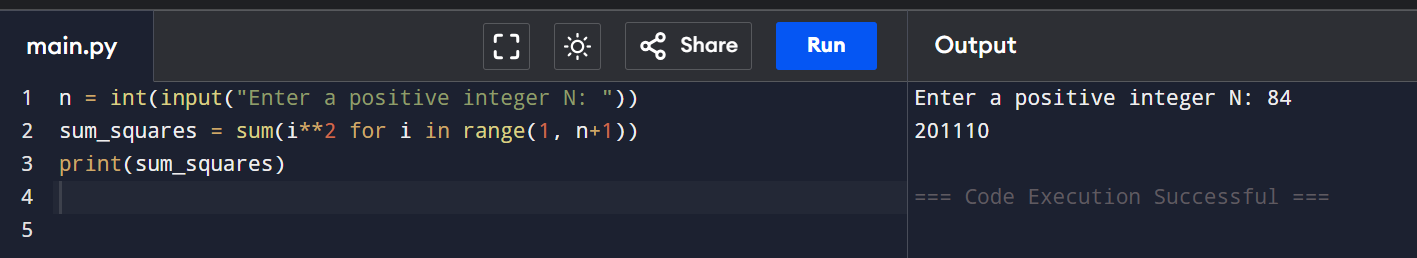 main.py
Share
Run
Output
1 n = int(input("Enter a positive integer N: "))
2 sum_squares = sum(i**2 for i in range(1, n+1))
3 print(sum_squares)
4
5
Enter a positive integer N: 84
201110
=== Code Execution Successful ===